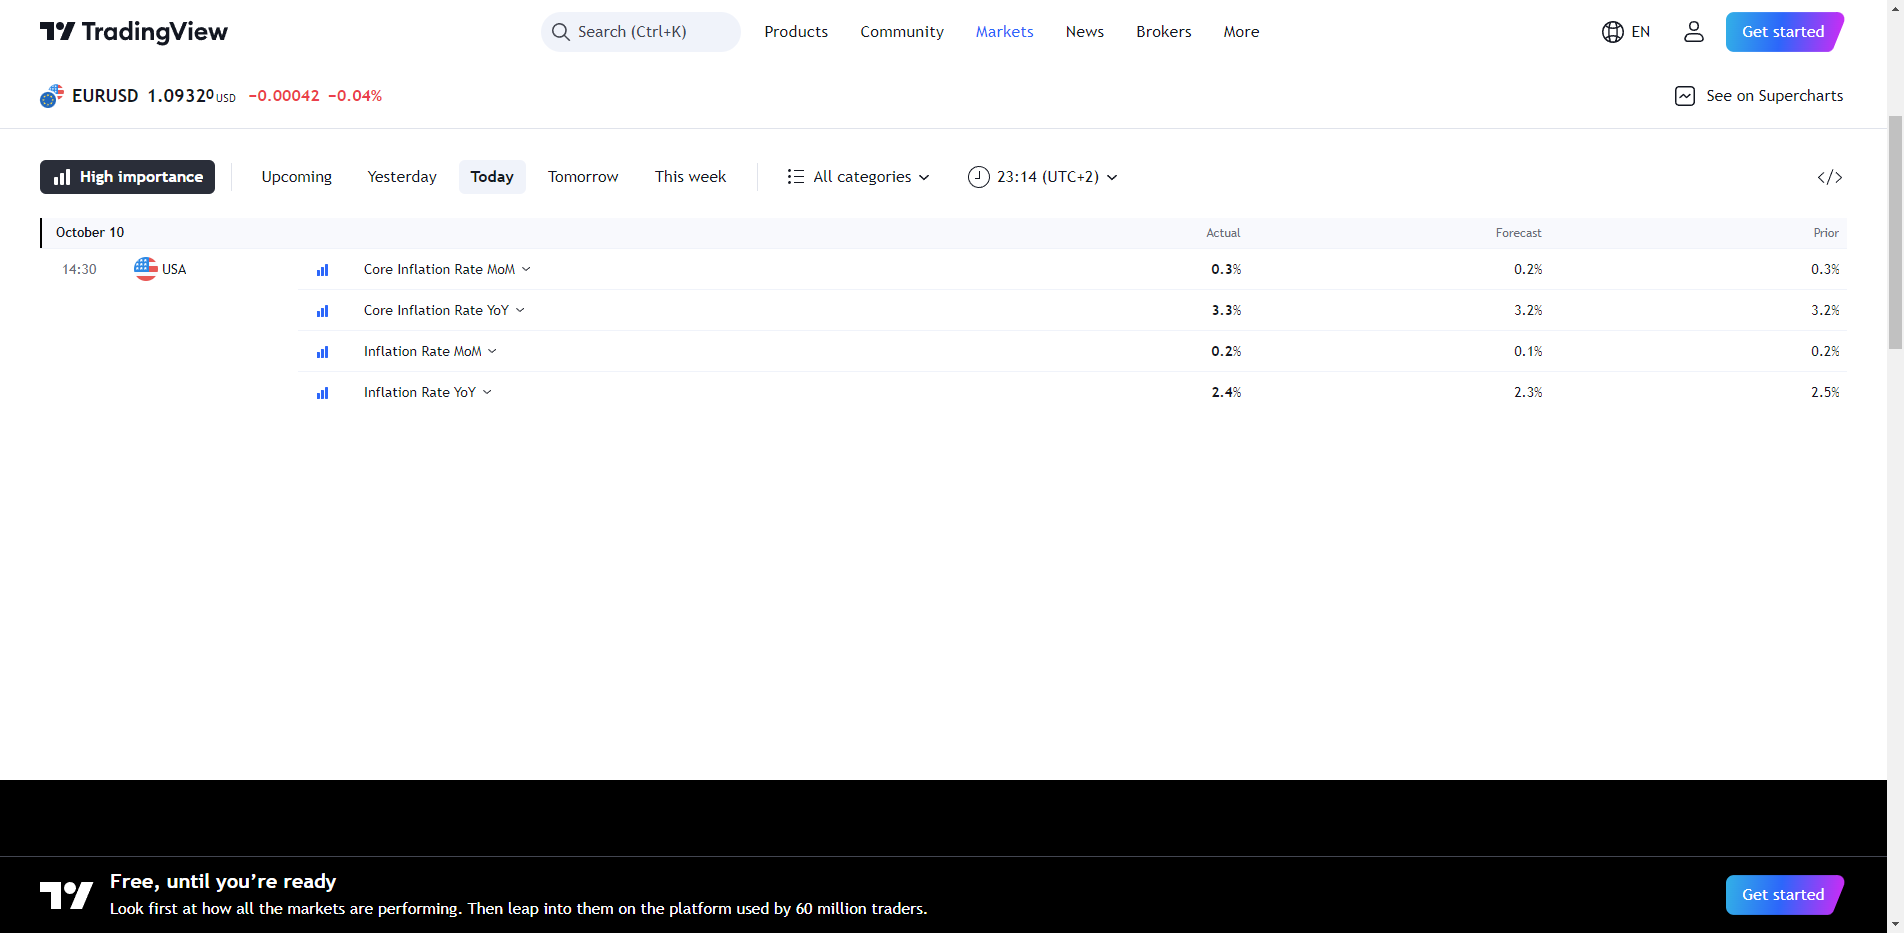 TradingView
Search (Ctrl+K)
Products
Community
Markets
News
Brokers
More
EN
Get started
EURUSD 1.09320 USD −0.00042 −0.04%
See on Supercharts
High importance
Upcoming
Yesterday
Today
Tomorrow
This week
All categories
23:14 (UTC+2)
October 10 Actual Forecast Prior
14:30 USA Core Inflation Rate MoM 0.3% 0.2% 0.3%
Core Inflation Rate YoY 3.3% 3.2% 3.2%
Inflation Rate MoM 0.2% 0.1% 0.2%
Inflation Rate YoY 2.4% 2.3% 2.5%
Free, until you’re ready
Look first at how all the markets are performing. Then leap into them on the platform used by 60 million traders.
Get started